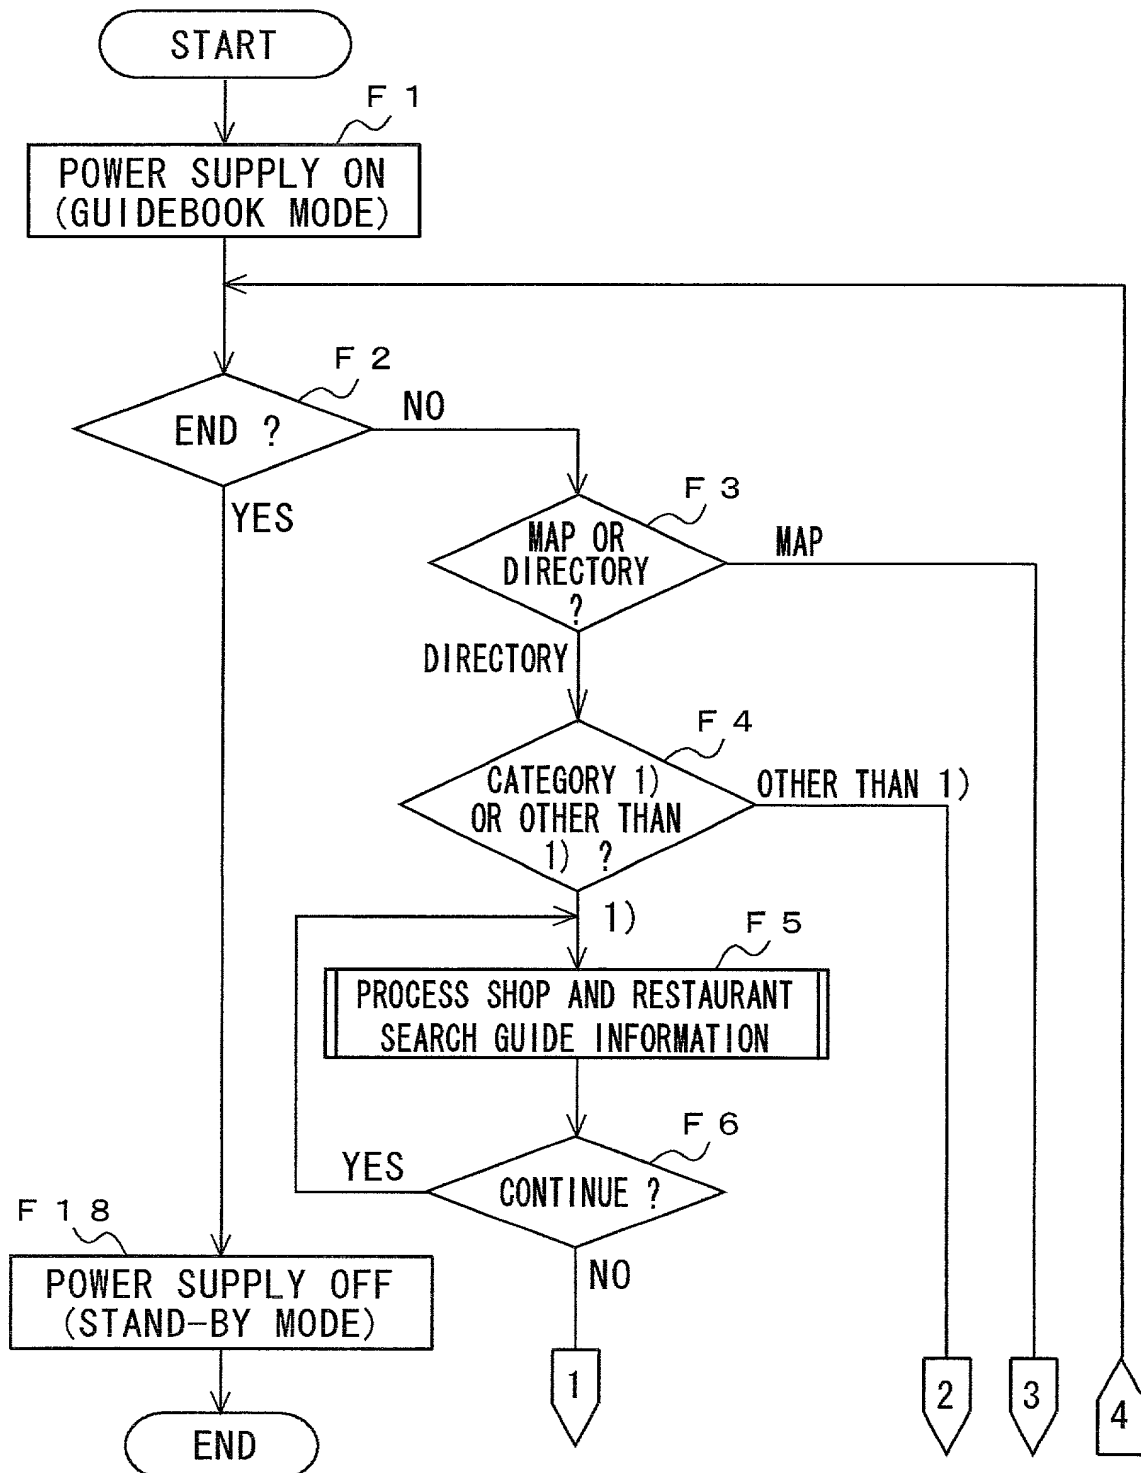 START
F 1
POWER SUPPLY ON
(GUIDEBOOK MODE)
F 2
END ?
NO
YES
F 3
MAP OR
DIRECTORY
?
MAP
DIRECTORY
F 4
CATEGORY 1)
OR OTHER THAN
1) ?
OTHER THAN 1)
1)
F 5
PROCESS SHOP AND RESTAURANT
SEARCH GUIDE INFORMATION
F 6
CONTINUE ?
YES
NO
F 1 8
POWER SUPPLY OFF
(STAND-BY MODE)
END
1
2
3
4